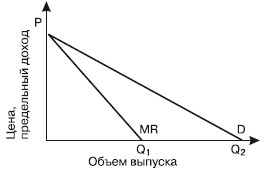 P
Цена,
предельный доход
MR
D
Q1
Q2
Объем выпуска